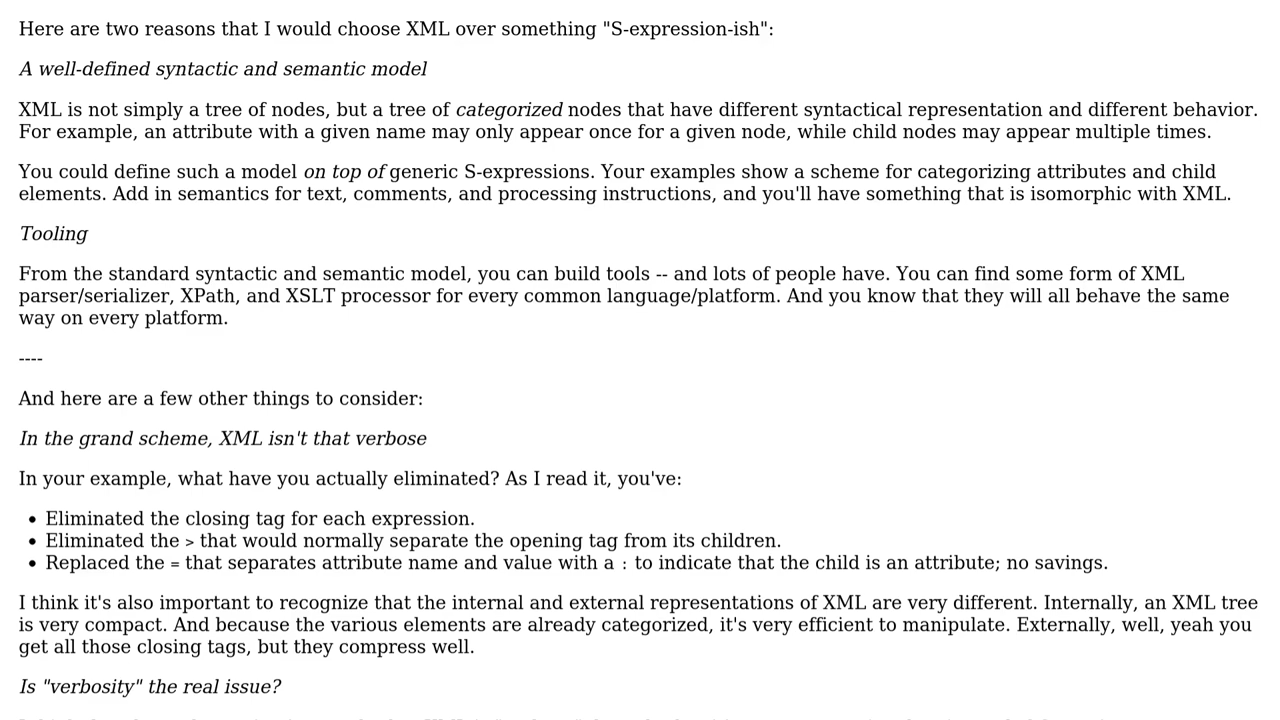 Here are two reasons that I would choose XML over something "S-expression-ish":
A well-defined syntactic and semantic model
XML is not simply a tree of nodes, but a tree of categorized nodes that have different syntactical representation and different behavior.
For example, an attribute with a given name may only appear once for a given node, while child nodes may appear multiple times.
You could define such a model on top of generic S-expressions. Your examples show a scheme for categorizing attributes and child
elements. Add in semantics for text, comments, and processing instructions, and you'll have something that is isomorphic with XML.
Tooling
From the standard syntactic and semantic model, you can build tools -- and lots of people have. You can find some form of XML
parser/serializer, XPath, and XSLT processor for every common language/platform. And you know that they will all behave the same
way on every platform.
----
And here are a few other things to consider:
In the grand scheme, XML isn't that verbose
In your example, what have you actually eliminated? As I read it, you've:
• Eliminated the closing tag for each expression.
• Eliminated the > that would normally separate the opening tag from its children.
• Replaced the = that separates attribute name and value with a : to indicate that the child is an attribute; no savings.
I think it's also important to recognize that the internal and external representations of XML are very different. Internally, an XML tree
is very compact. And because the various elements are already categorized, it's very efficient to manipulate. Externally, well, yeah you
get all those closing tags, but they compress well.
Is "verbosity" the real issue?